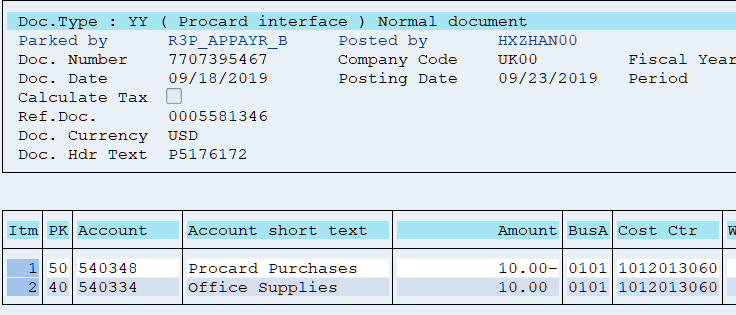 Doc.Type : YY ( Procard interface ) Normal document
Parked by R3P_APPAYR_B Posted by HXZHAN00
Doc. Number 7707395467 Company Code UK00 Fiscal Year
Doc. Date 09/18/2019 Posting Date 09/23/2019 Period
Calculate Tax
Ref.Doc. 0005581346
Doc. Currency USD
Doc. Hdr Text P5176172
Itm PK Account Account short text Amount BusA Cost Ctr W
1 50 540348 Procard Purchases 10.00- 0101 1012013060
2 40 540334 Office Supplies 10.00 0101 1012013060